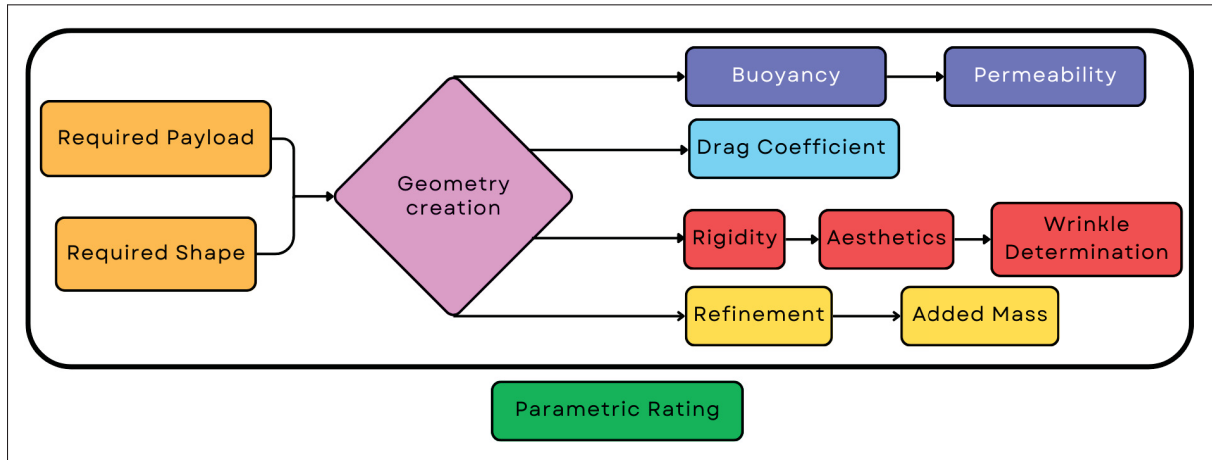 Required Payload
Required Shape
Geometry
creation
Buoyancy
Permeability
Drag Coefficient
Rigidity
Aesthetics
Wrinkle
Determination
Refinement
Added Mass
Parametric Rating